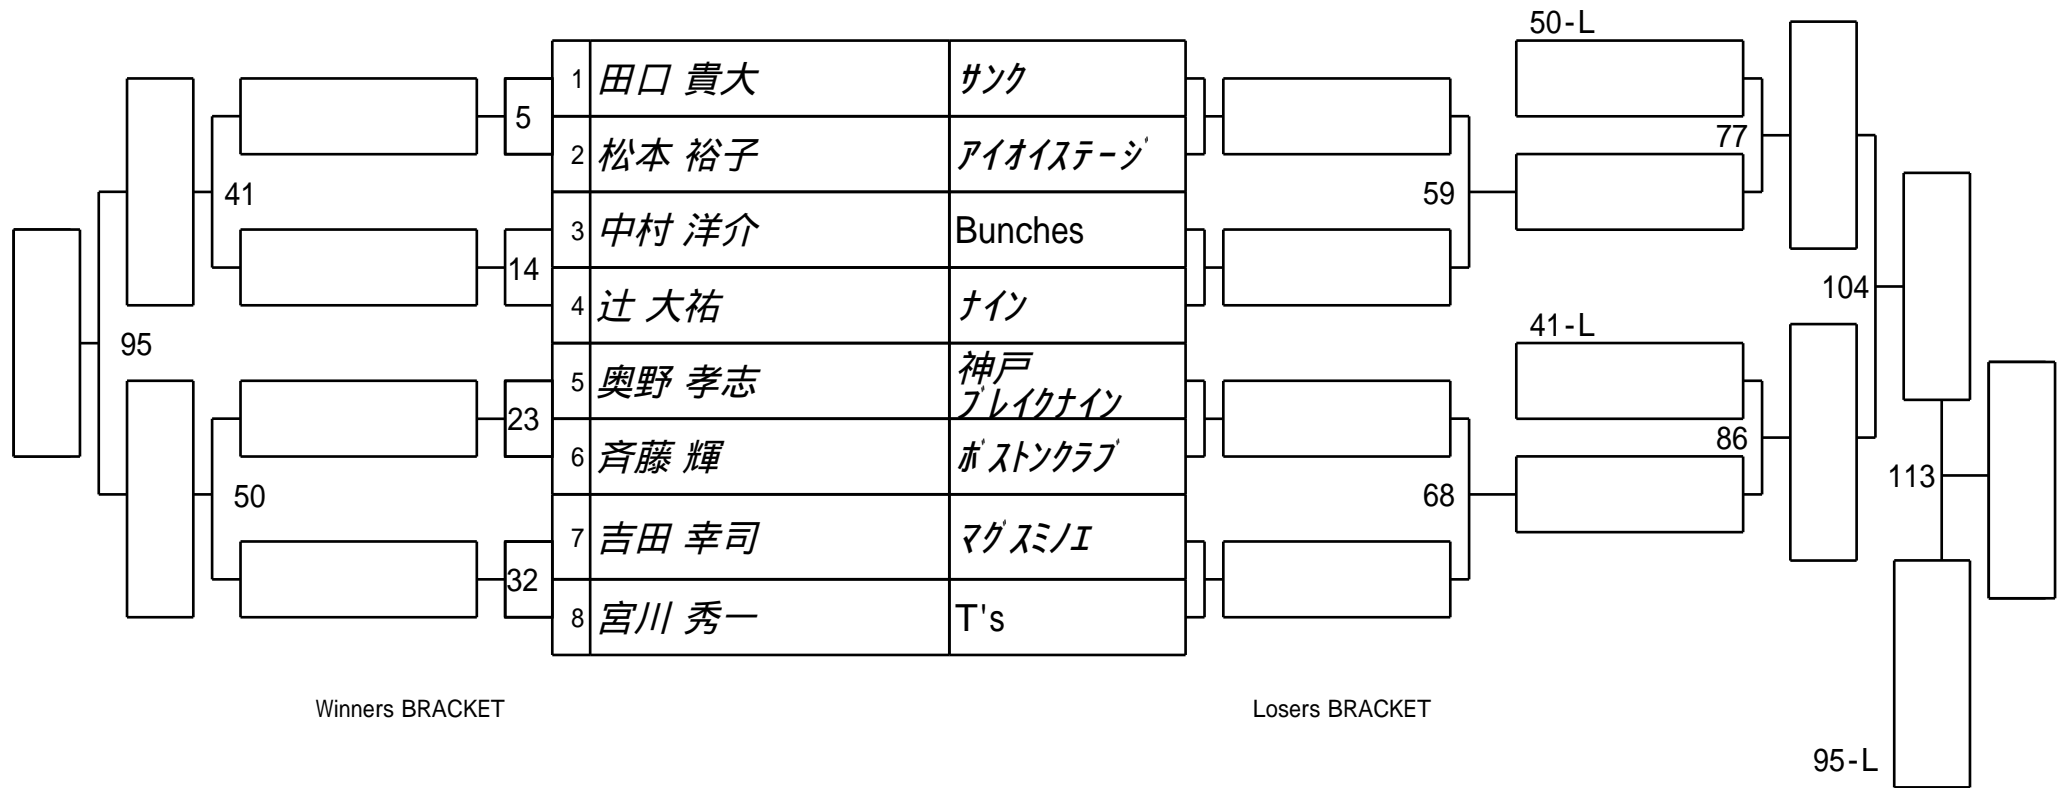 50-L
1 田口 貴大 サンク
5
77
2 松本 裕子 アイオイステージ
41
59
3 中村 洋介 Bunches
14
104
4 辻 大祐 ナイン
41-L
95
5 奥野 孝志 神戸
ブレイクナイン
23
86
6 斉藤 輝 ボストンクラブ
113
50
68
7 吉田 幸司 マグスミノエ
32
8 宮川 秀一 T's
Winners BRACKET
Losers BRACKET
95-L